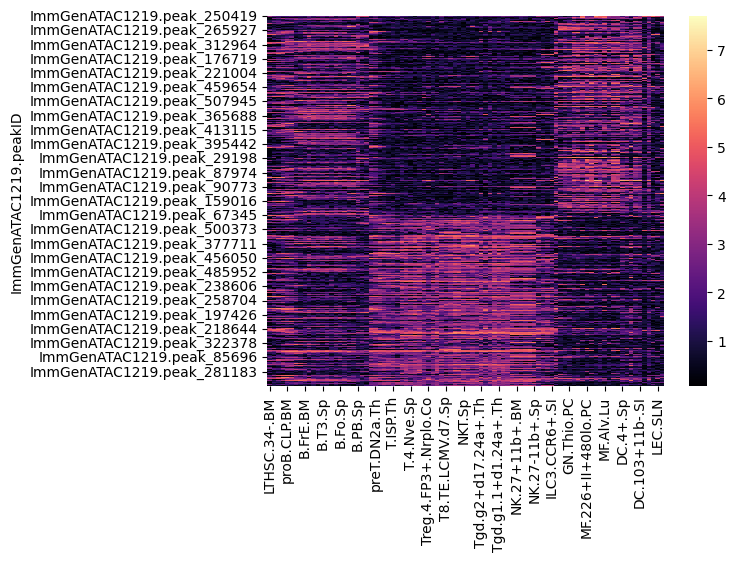 ImmGenATAC1219.peakID
ImmGenATAC1219.peak_250419
ImmGenATAC1219.peak_265927
ImmGenATAC1219.peak_312964
ImmGenATAC1219.peak_176719
ImmGenATAC1219.peak_221004
ImmGenATAC1219.peak_459654
ImmGenATAC1219.peak_507945
ImmGenATAC1219.peak_365688
ImmGenATAC1219.peak_413115
ImmGenATAC1219.peak_395442
ImmGenATAC1219.peak_29198
ImmGenATAC1219.peak_87974
ImmGenATAC1219.peak_90773
ImmGenATAC1219.peak_159016
ImmGenATAC1219.peak_67345
ImmGenATAC1219.peak_500373
ImmGenATAC1219.peak_377711
ImmGenATAC1219.peak_456050
ImmGenATAC1219.peak_485952
ImmGenATAC1219.peak_238606
ImmGenATAC1219.peak_258704
ImmGenATAC1219.peak_197426
ImmGenATAC1219.peak_218644
ImmGenATAC1219.peak_322378
ImmGenATAC1219.peak_85696
ImmGenATAC1219.peak_281183
LTHSC.34-.BM
proB.CLP.BM
B.FrE.BM
B.T3.Sp
B.Fo.Sp
B.PB.Sp
preT.DN2a.Th
T.ISP.Th
T.4.Nve.Sp
Treg.4.FP3+.Nrplo.Co
T8.TE.LCMV.d7.Sp
NKT.Sp
Tgd.g2+d17.24a+.Th
Tgd.g1.1+d1.24a+.Th
NK.27+11b+.BM
NK.27-11b+.Sp
ILC3.CCR6+.SI
GN.Thio.PC
MF.226+II+480lo.PC
MF.Alv.Lu
DC.4+.Sp
DC.103+11b-.SI
LEC.SLN
7
6
5
4
3
2
1